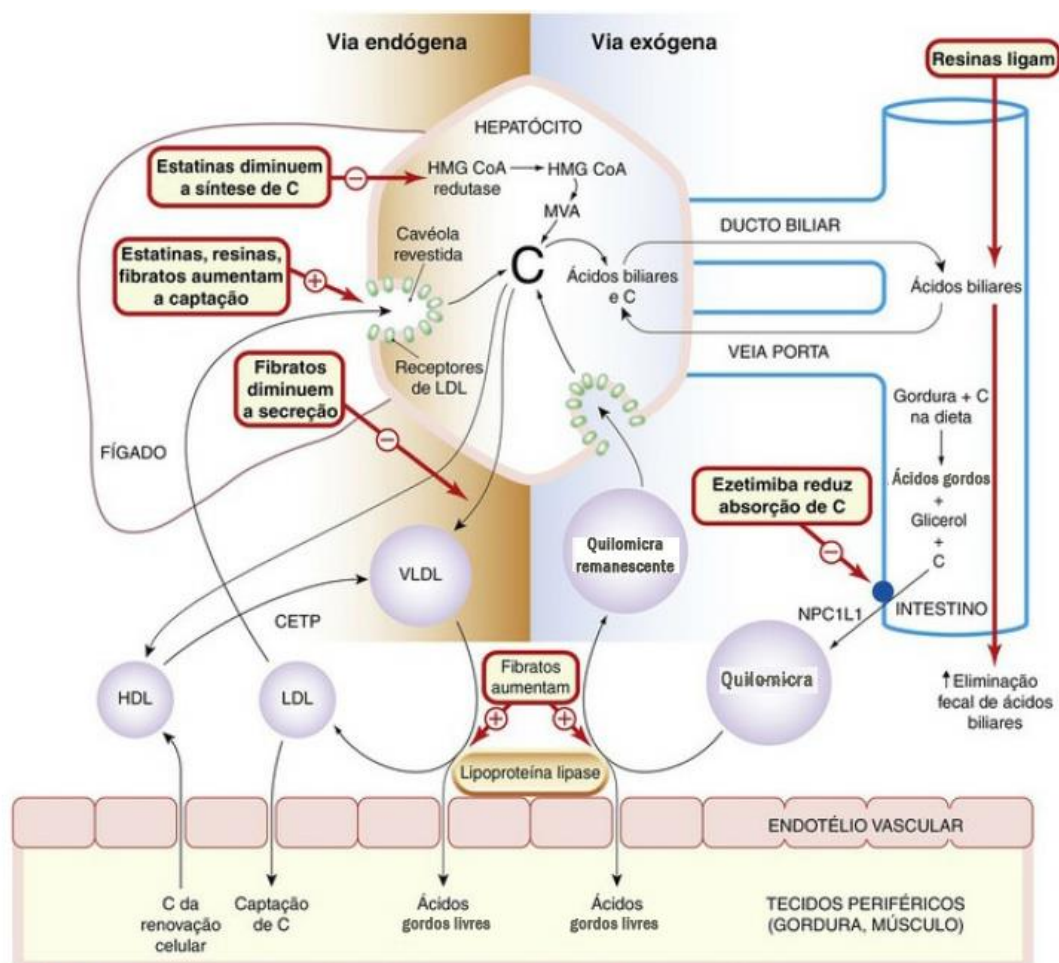 Via endógena
Via exógena
Resinas ligam
HEPATÓCITO
Estatinas diminuem
a síntese de C
HMG CoA
redutase
HMG CoA
MVA
Cavéola
revestida
C
Ácidos biliares
e C
DUCTO BILIAR
Ácidos biliares
VEIA PORTA
Estatinas, resinas,
fibratos aumentam
a captação
Receptores
de LDL
Fibratos
diminuem
a secreção
FÍGADO
Gordura + C
na dieta
Ácidos gordos
+
Glicerol
+
C
Ezetimiba reduz
absorção de C
NPC1L1
INTESTINO
VLDL
Quilomicra
remanescente
Quilomicra
CETP
HDL
LDL
Fibratos
aumentam
Lipoproteína lipase
↑Eliminação
fecal de ácidos
biliares
ENDOTÉLIO VASCULAR
C da
renovação
celular
Captação
de C
Ácidos
gordos livres
Ácidos
gordos livres
TECIDOS PERIFÉRICOS
(GORDURA, MÚSCULO)